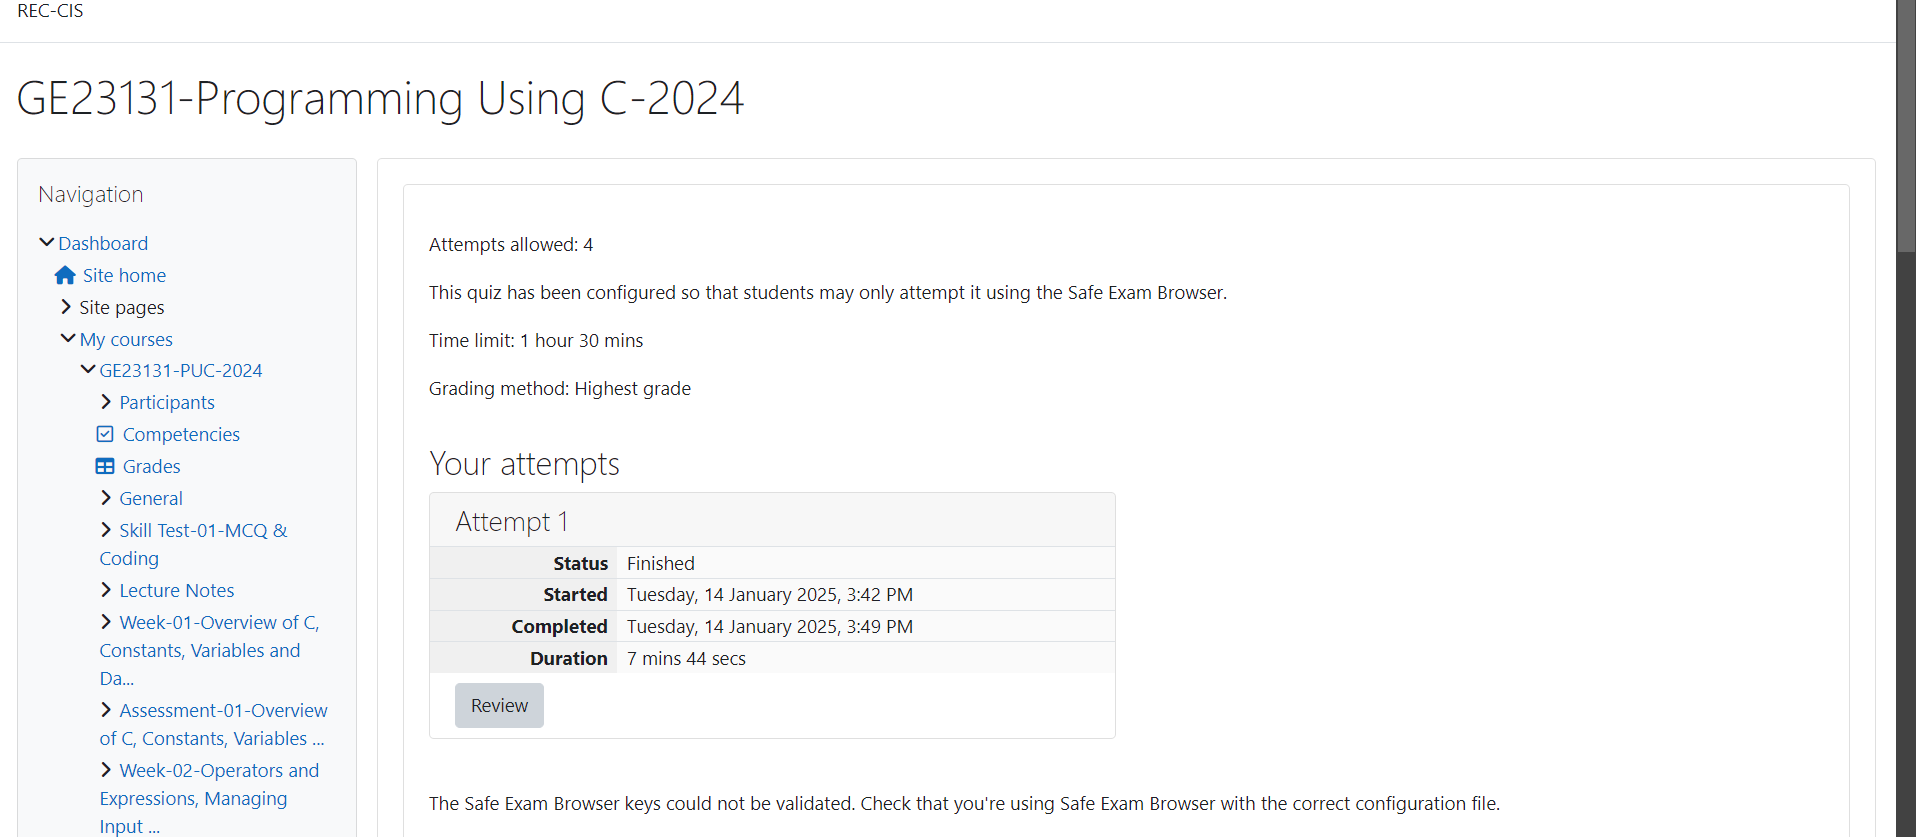 REC-CIS
GE23131-Programming Using C-2024
Navigation
Dashboard
Site home
Site pages
My courses
GE23131-PUC-2024
Participants
Competencies
Grades
General
Skill Test-01-MCQ &
Coding
Lecture Notes
Week-01-Overview of C,
Constants, Variables and
Da...
Assessment-01-Overview
of C, Constants, Variables ...
Week-02-Operators and
Expressions, Managing
Input ...
Attempts allowed: 4
This quiz has been configured so that students may only attempt it using the Safe Exam Browser.
Time limit: 1 hour 30 mins
Grading method: Highest grade
Your attempts
Attempt 1
Status Finished
Started Tuesday, 14 January 2025, 3:42 PM
Completed Tuesday, 14 January 2025, 3:49 PM
Duration 7 mins 44 secs
Review
The Safe Exam Browser keys could not be validated. Check that you're using Safe Exam Browser with the correct configuration file.